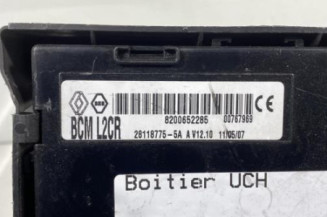 8200652285 00767969
BCM L2CR
28118775-5A A V12.10 11/05/07
Boitier UCH